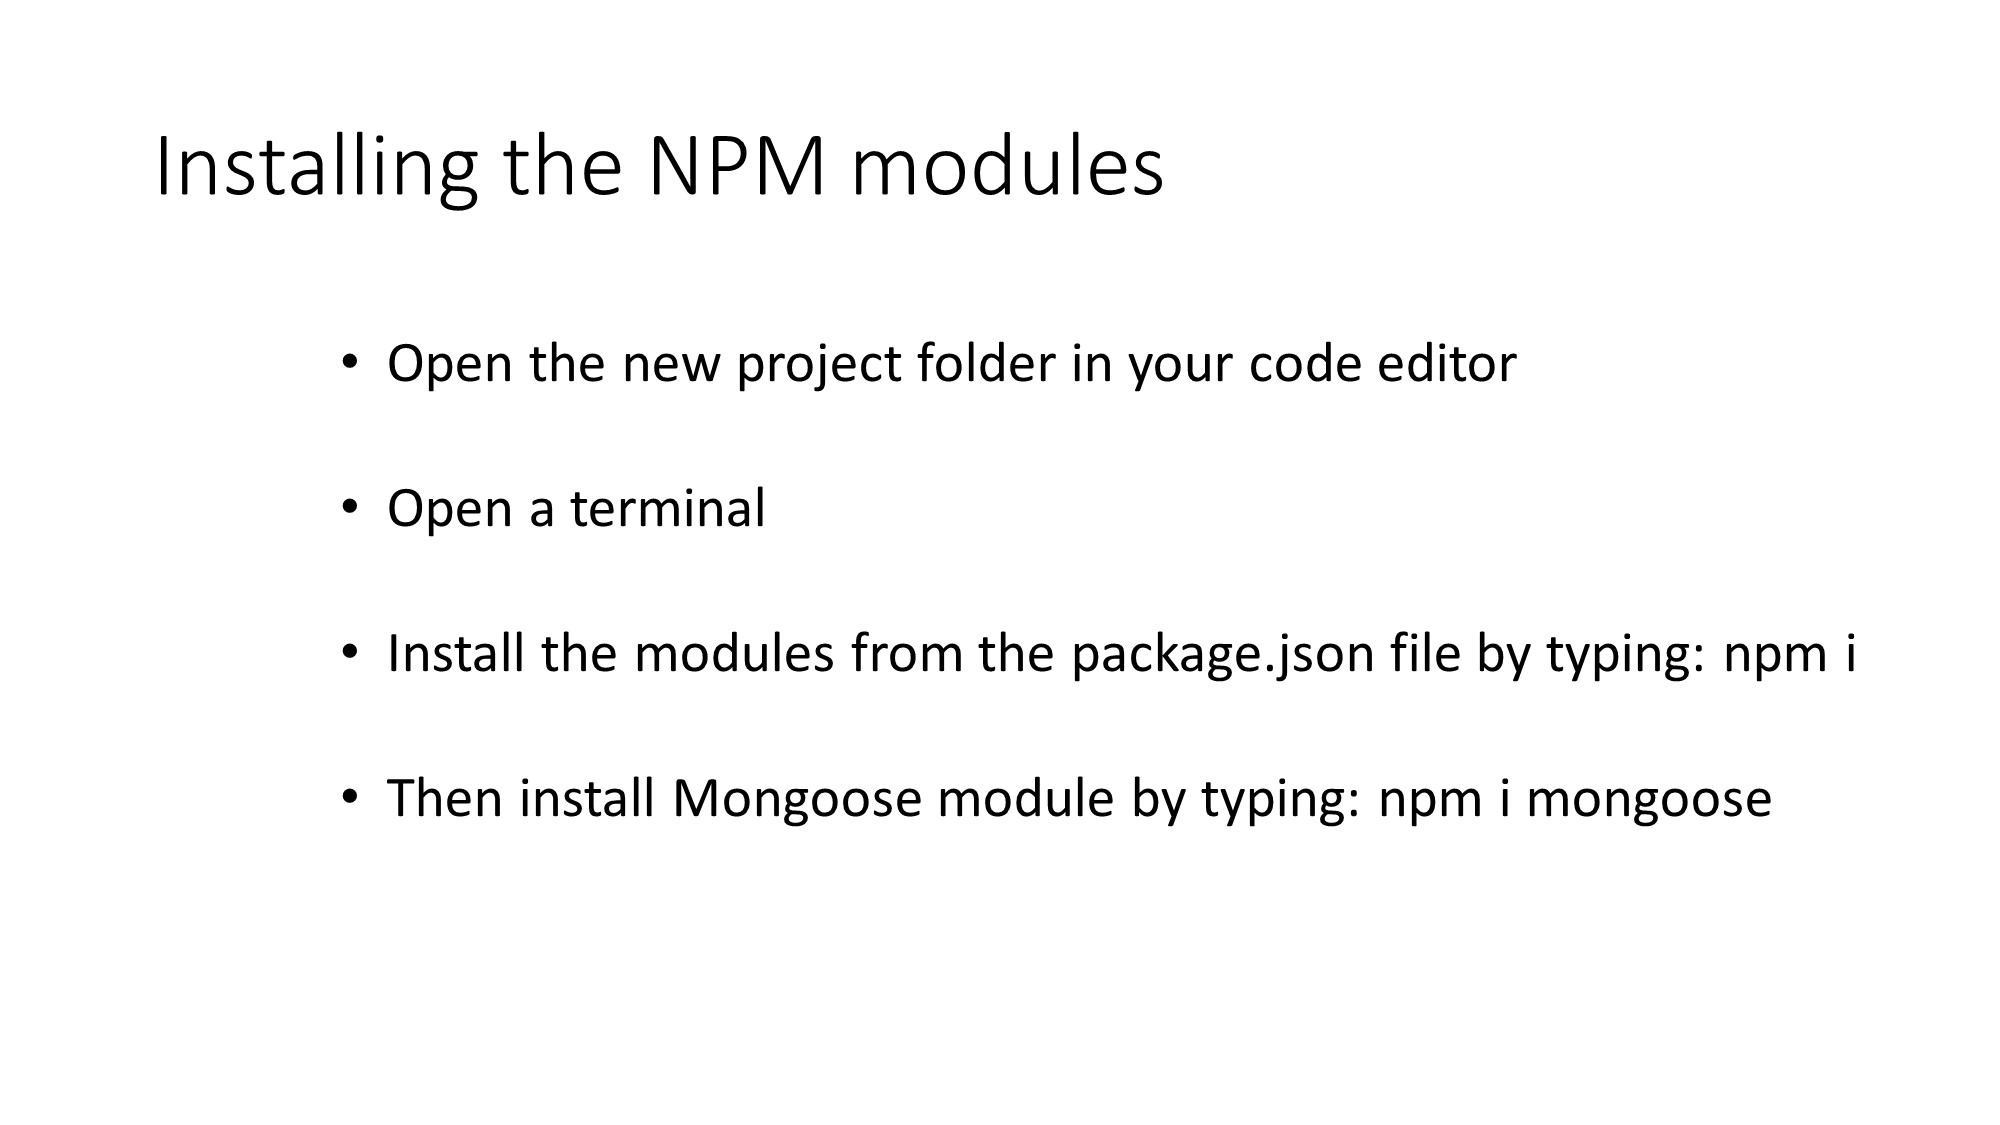 Installing the NPM modules
• Open the new project folder in your code editor
• Open a terminal
• Install the modules from the package.json file by typing: npm i
• Then install Mongoose module by typing: npm i mongoose